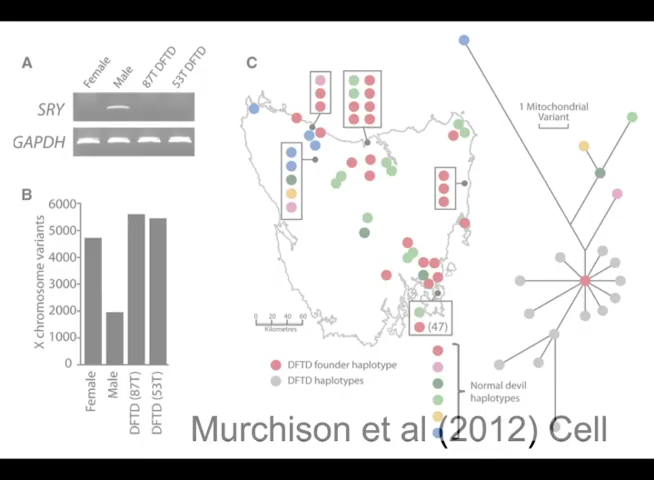 A
Female
Male
87T DFTD
53T DFTD
SRY
GAPDH
B
X chromosome variants
6000
5000
4000
3000
2000
1000
0
Female
Male
DFTD (87T)
DFTD (53T)
C
(47)
0 20 40 60
Kilometres
1 Mitochondrial
Variant
DFTD founder haplotype
DFTD haplotypes
Normal devil
haplotypes
Murchison et al (2012) Cell